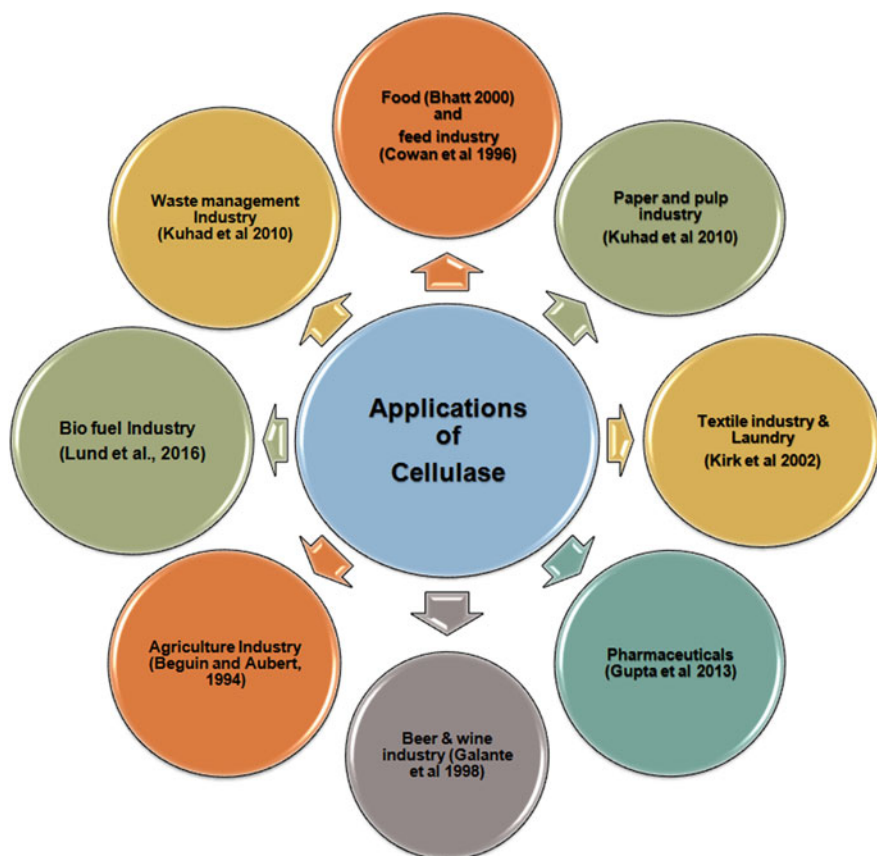 Food (Bhatt 2000)
and
feed industry
(Cowan et al 1996)
Paper and pulp
industry
(Kuhad et al 2010)
Textile industry &
Laundry
(Kirk et al 2002)
Pharmaceuticals
(Gupta et al 2013)
Beer & wine
industry (Galante
et al 1998)
Agriculture Industry
(Beguin and Aubert,
1994)
Bio fuel Industry
(Lund et al., 2016)
Waste management
Industry
(Kuhad et al 2010)
Applications
of
Cellulase